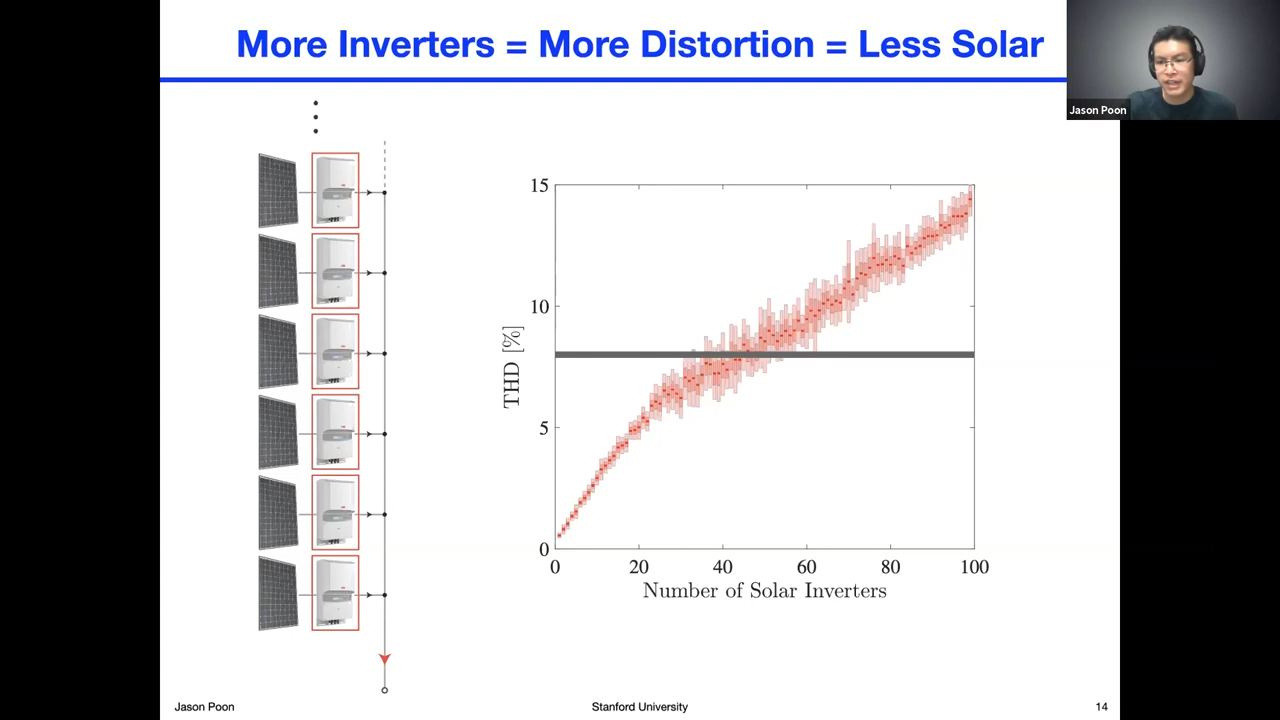 More Inverters = More Distortion = Less Solar
Jason Poon
15
10
5
0
THD [%]
0 20 40 60 80 100
Number of Solar Inverters
Jason Poon
Stanford University
14